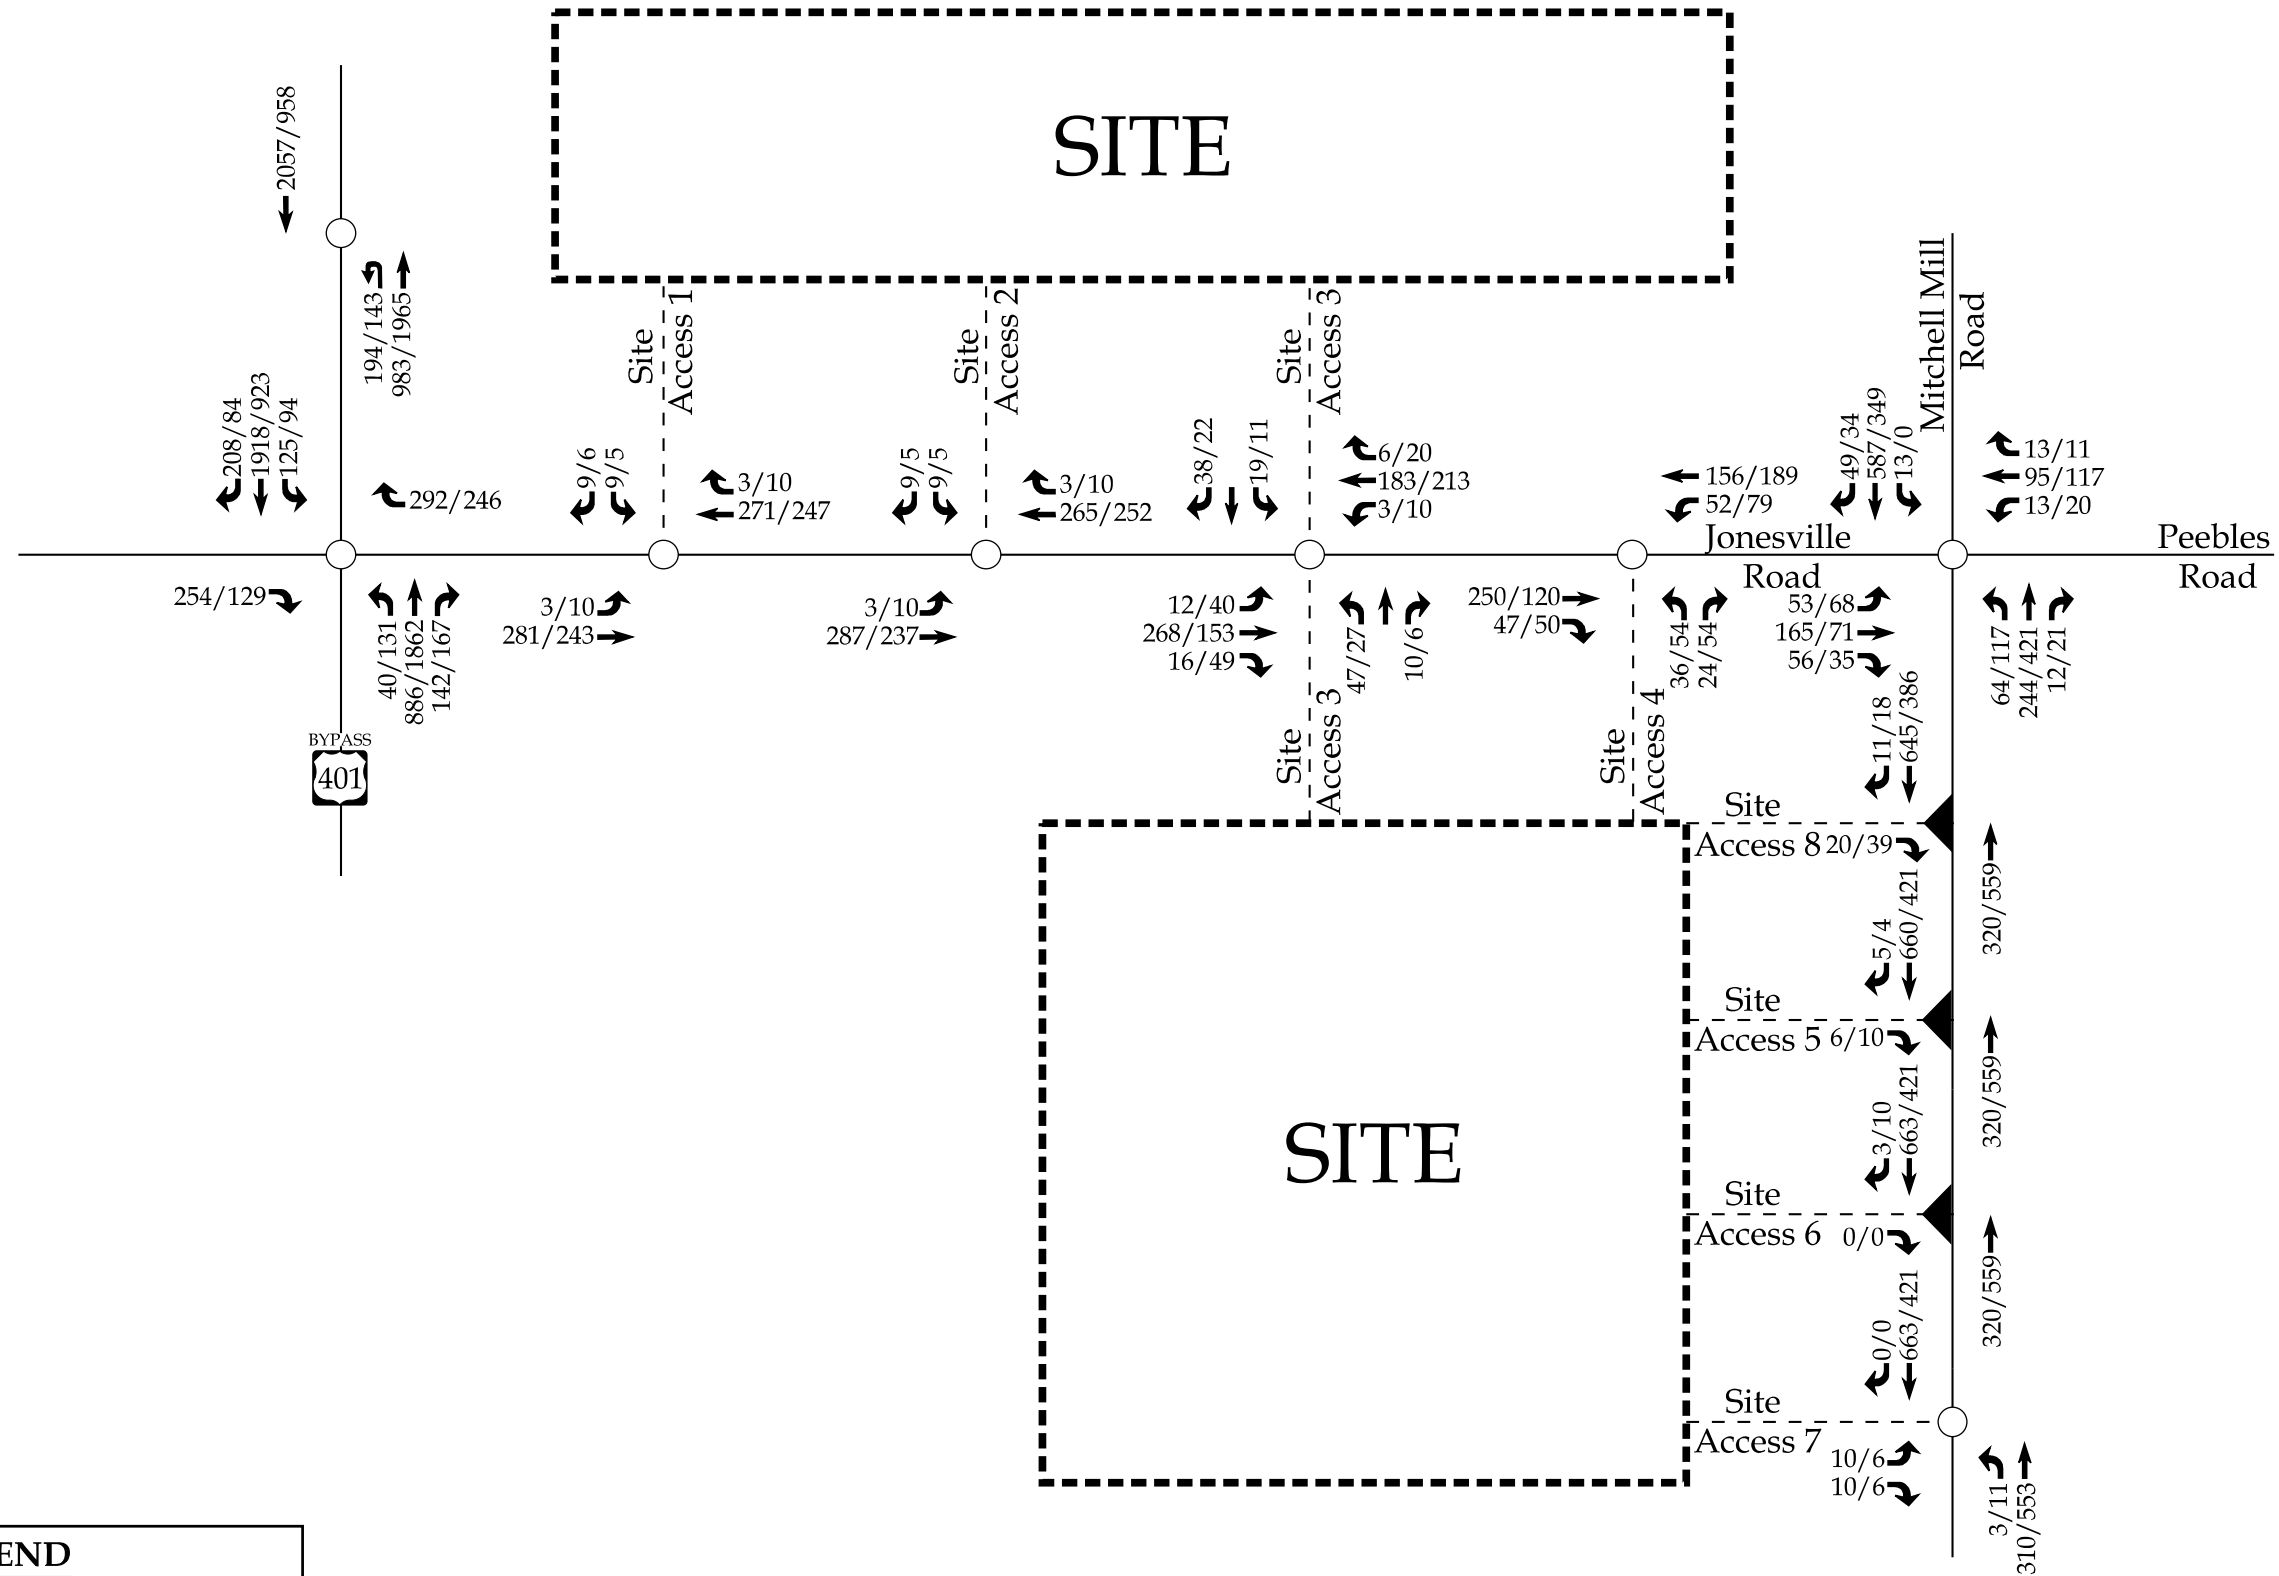 SITE
2057/958
194/143
983/1965
208/84
1918/923
125/94
292/246
254/129
40/131
886/1862
142/167
BYPASS
401
Site
Access 1
9/6
9/5
3/10
271/247
3/10
281/243
Site
Access 2
9/5
9/5
3/10
265/252
3/10
287/237
Site
Access 3
38/22
19/11
6/20
183/213
3/10
12/40
268/153
16/49
47/27
10/6
Site
Access 3
156/189
52/79
250/120
47/50
36/54
24/54
Site
Access 4
Jonesville
Road
Mitchell Mill
Road
49/34
587/349
13/0
13/11
95/117
13/20
Peebles
Road
53/68
165/71
56/35
64/117
244/421
12/21
11/18
645/386
Site
Access 8
20/39
320/559
5/4
660/421
Site
Access 5
6/10
320/559
3/10
663/421
Site
Access 6
0/0
320/559
0/0
663/421
Site
Access 7
10/6
10/6
3/11
310/553
SITE
END